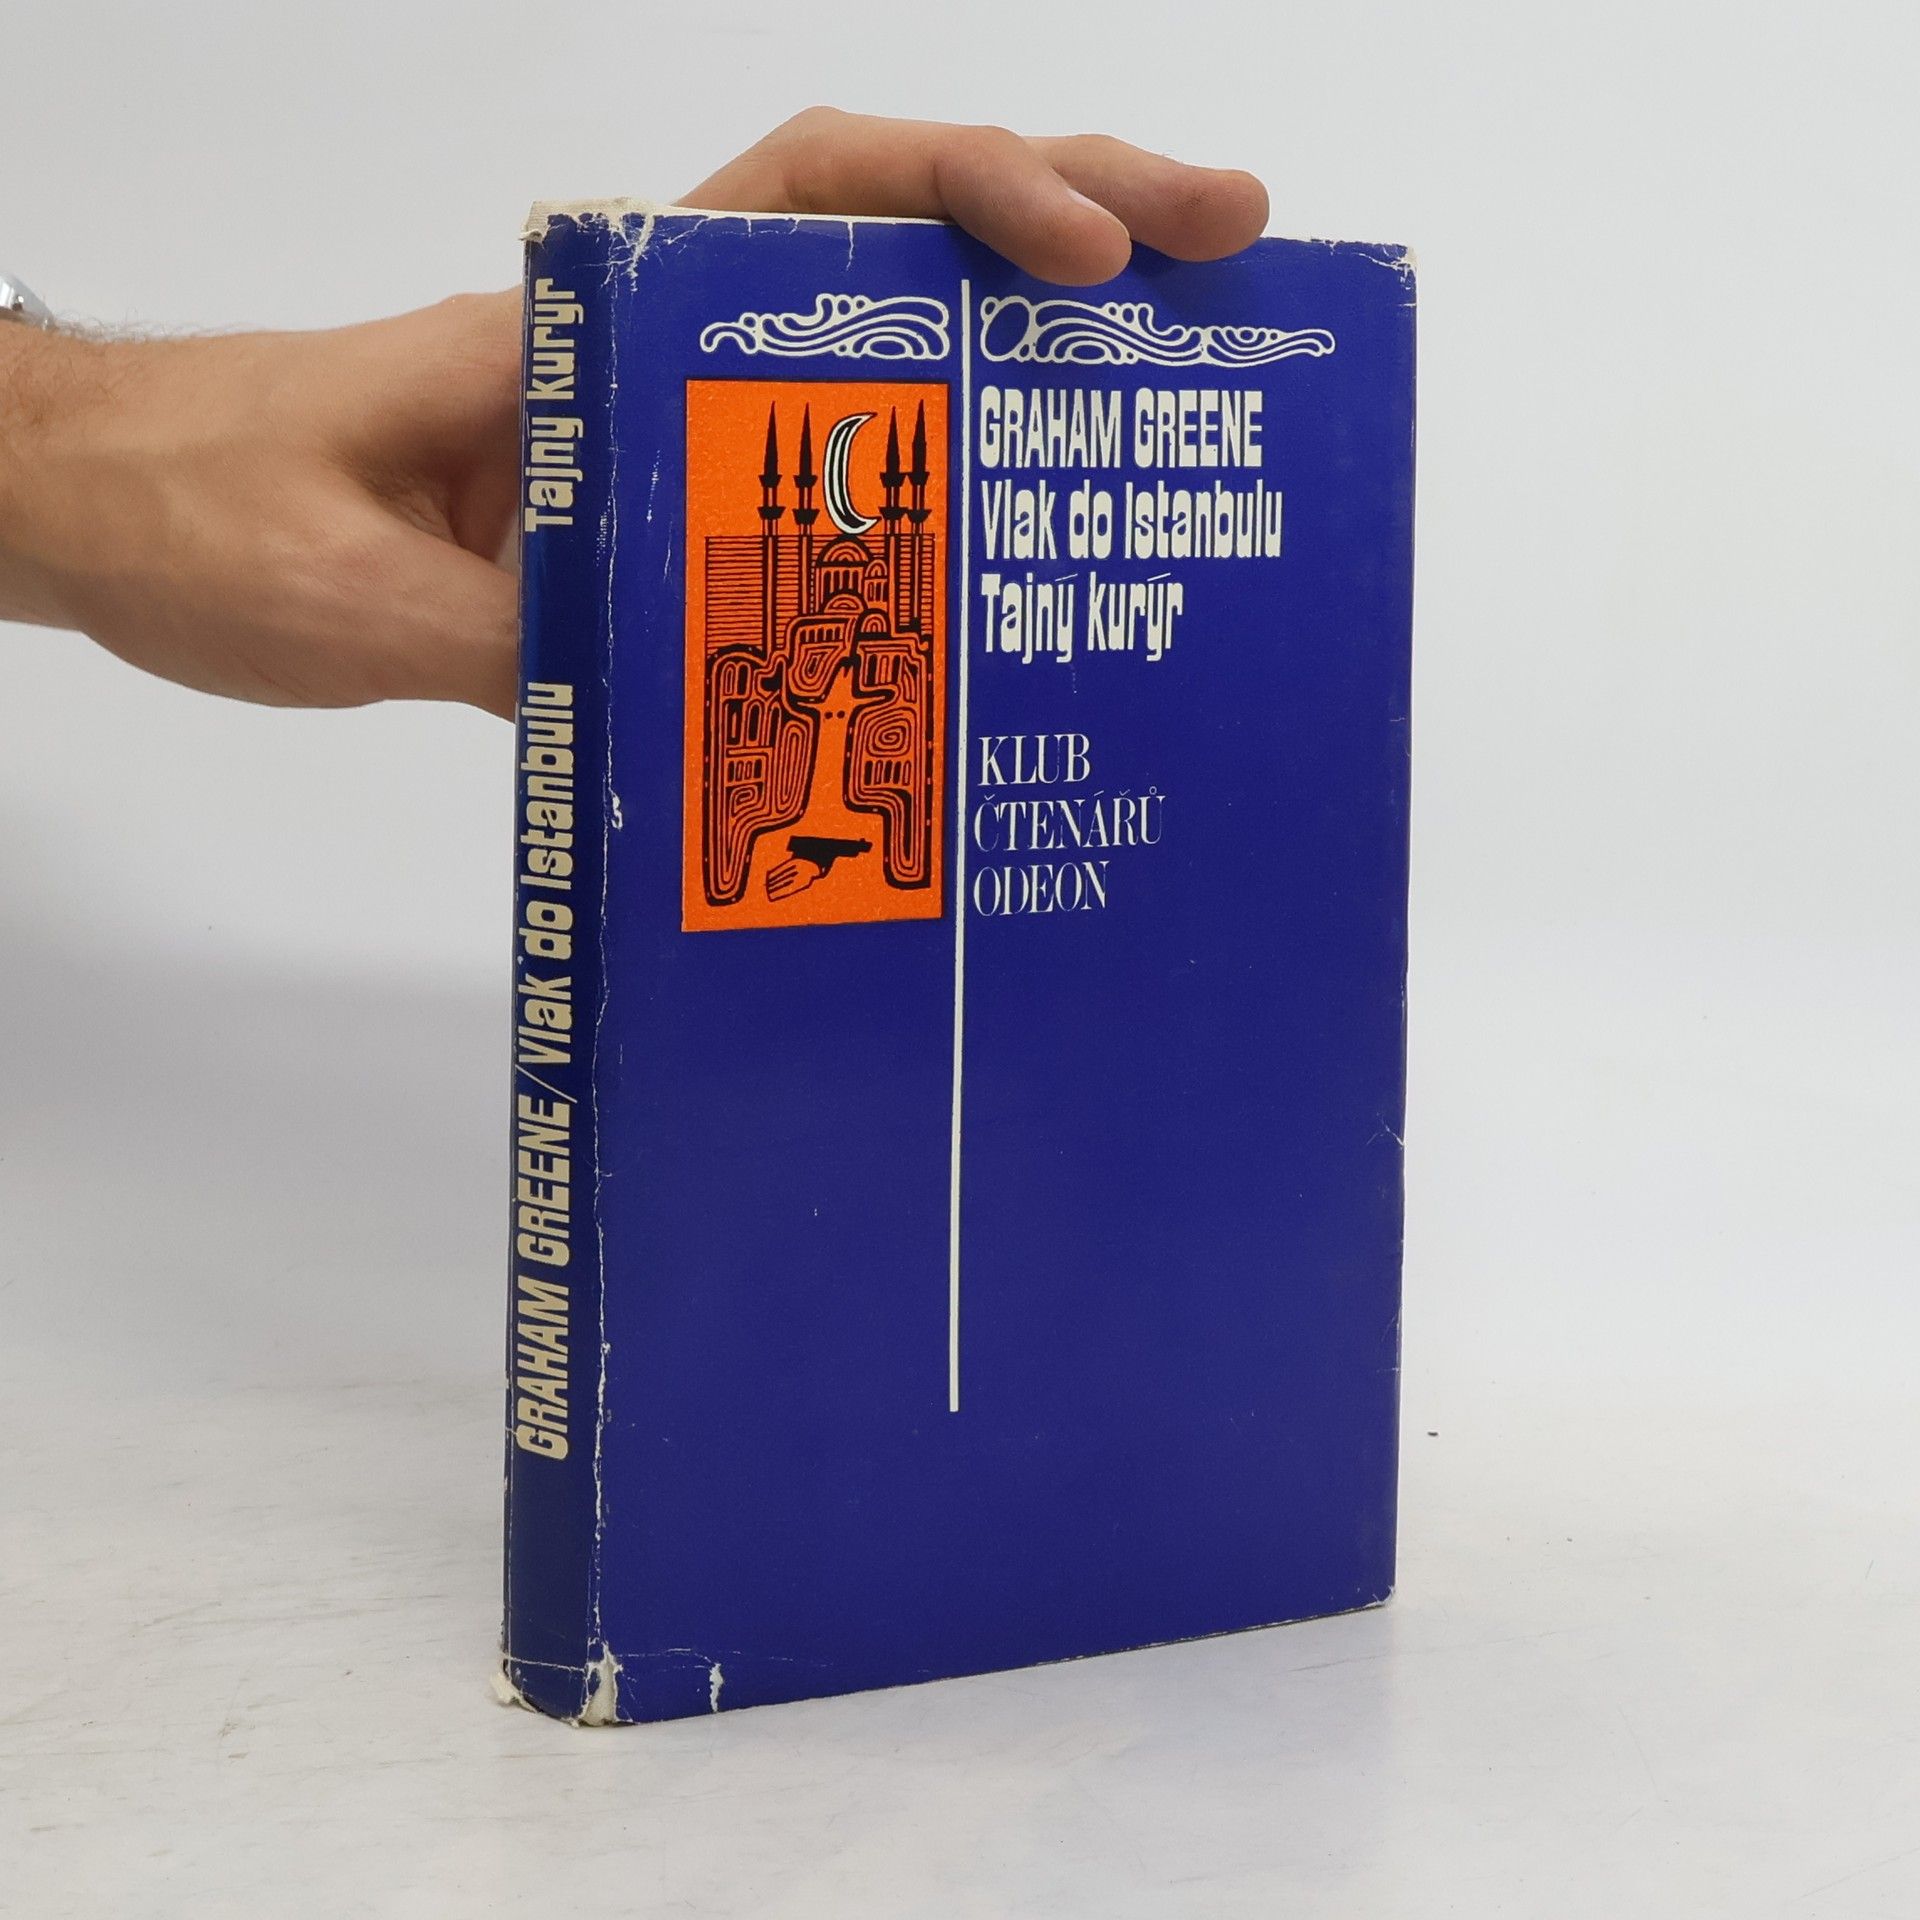 GRAHAM GREENE/Vlak do Istanbulu Tajný kurýr
GRAHAM GREENE
Vlak do Istanbulu
Tajný kurýr
KLUB
ČTENÁŘŮ
ODEON